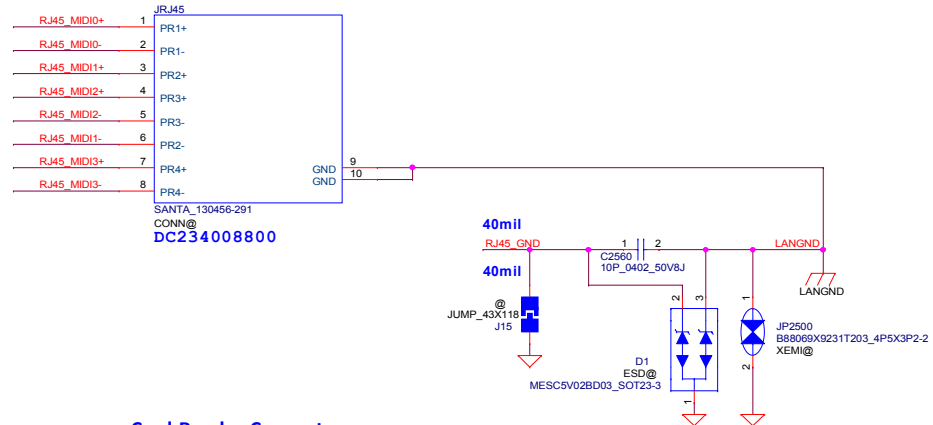 JRJ45
RJ45_MIDI0+ 1 PR1+
RJ45_MIDI0- 2 PR1-
RJ45_MIDI1+ 3 PR2+
RJ45_MIDI2+ 4 PR3+
RJ45_MIDI2- 5 PR3-
RJ45_MIDI1- 6 PR2-
RJ45_MIDI3+ 7 PR4+ GND 9
RJ45_MIDI3- 8 PR4- GND 10
SANTA_130456-291
CONN@
DC234008800
40mil
RJ45_GND 1 2 LANGND
C2560
10P_0402_50V8J
40mil
LANGND
@
JUMP_43X118
J15
2 3
1
JP2500
B88069X9231T203_4P5X3P2-2
XEMI@
2
D1
ESD@
MESC5V02BD03_SOT23-3
1